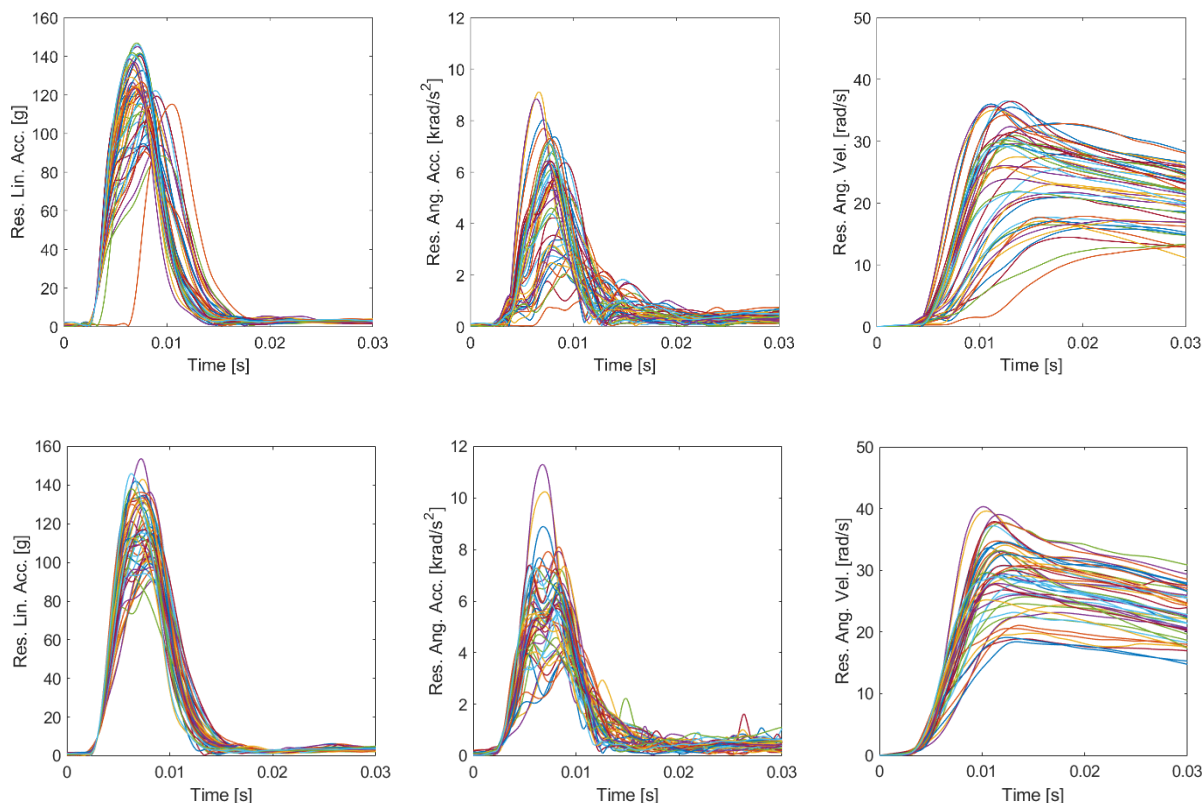 160
140
120
100
80
60
40
20
0
Res. Lin. Acc. [g]
0 0.01 0.02 0.03
Time [s]
12
10
8
6
4
2
0
Res. Ang. Acc. [krad/s²]
0 0.01 0.02 0.03
Time [s]
50
40
30
20
10
0
Res. Ang. Vel. [rad/s]
0 0.01 0.02 0.03
Time [s]
160
140
120
100
80
60
40
20
0
Res. Lin. Acc. [g]
0 0.01 0.02 0.03
Time [s]
12
10
8
6
4
2
0
Res. Ang. Acc. [krad/s²]
0 0.01 0.02 0.03
Time [s]
50
40
30
20
10
0
Res. Ang. Vel. [rad/s]
0 0.01 0.02 0.03
Time [s]